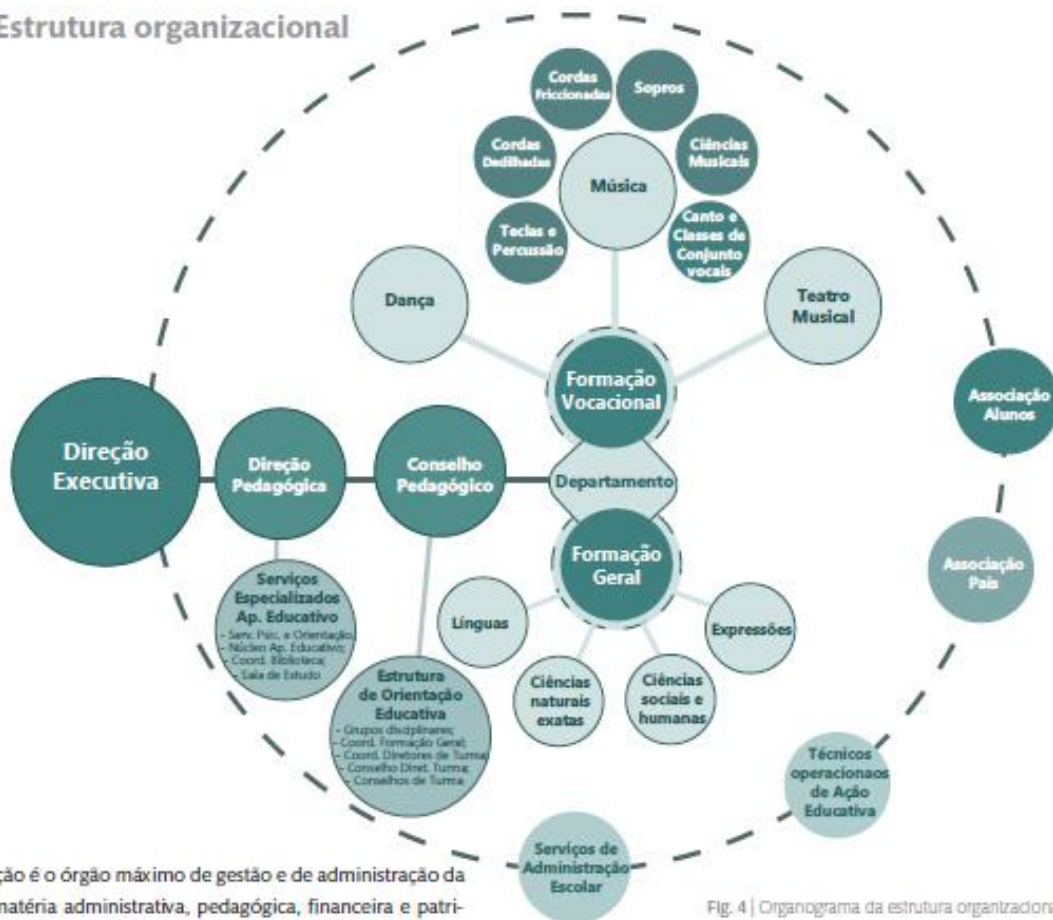 Estrutura organizacional
Cordas
Friccionadas
Sopros
Cordas
Dedilhadas
Ciências
Musicais
Música
Teclas e
Percussão
Canto e
Classes de
Conjunto
vocais
Dança
Teatro
Musical
Formação
Vocacional
Associação
Alunos
Direção
Executiva
Direção
Pedagógica
Conselho
Pedagógico
Departamento
Formação
Geral
Associação
Pais
Serviços
Especializados
Ap. Educativo
- Serv. Psic. e Orientação;
- Núcleo Ap. Educativo;
- Coord. Biblioteca;
- Sala de Estudo
Línguas
Expressões
Estrutura
de Orientação
Educativa
- Grupos disciplinares;
- Coord. Formação Geral;
- Coord. Diretores de Turma;
- Conselho Diret. Turma;
- Conselhos de Turma
Ciências
naturais
exatas
Ciências
sociais e
humanas
Técnicos
operacionaos
de Ação
Educativa
Serviços de
Administração
Escolar
ção é o órgão máximo de gestão e de administração da
matéria administrativa, pedagógica, financeira e patri-
Fig. 4 | Organograma da estrutura organizaciona